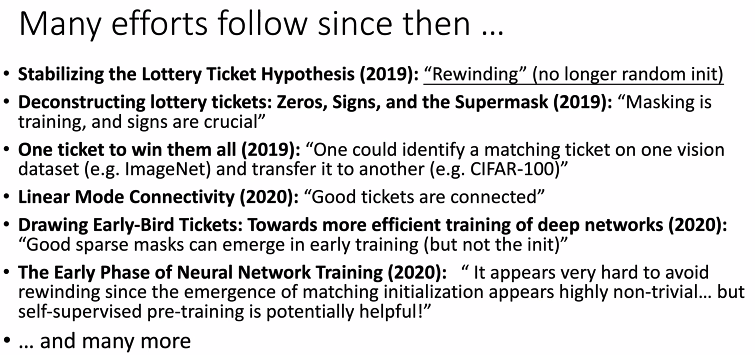 Many efforts follow since then …
• Stabilizing the Lottery Ticket Hypothesis (2019): “Rewinding” (no longer random init)
• Deconstructing lottery tickets: Zeros, Signs, and the Supermask (2019): “Masking is
training, and signs are crucial”
• One ticket to win them all (2019): “One could identify a matching ticket on one vision
dataset (e.g. ImageNet) and transfer it to another (e.g. CIFAR-100)”
• Linear Mode Connectivity (2020): “Good tickets are connected”
• Drawing Early-Bird Tickets: Towards more efficient training of deep networks (2020):
“Good sparse masks can emerge in early training (but not the init)”
• The Early Phase of Neural Network Training (2020): “ It appears very hard to avoid
rewinding since the emergence of matching initialization appears highly non-trivial… but
self-supervised pre-training is potentially helpful!”
• … and many more